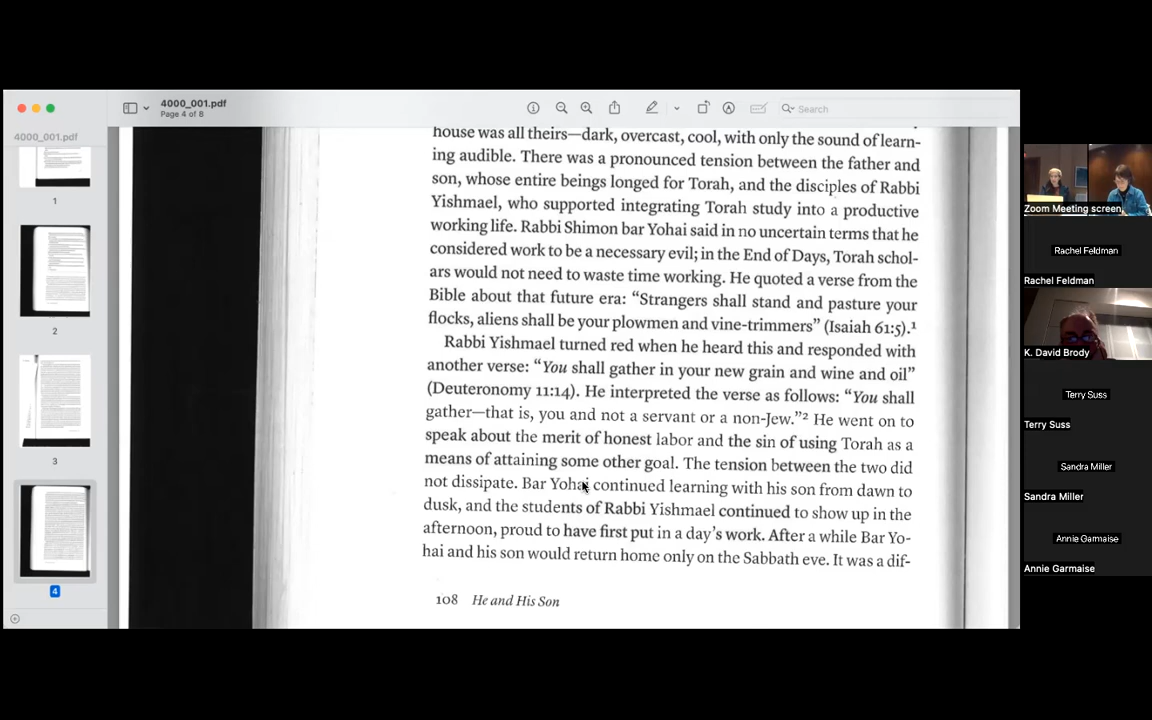 4000_001.pdf
Page 4 of 8
Search
4000_001.pdf
1
2
3
4
house was all theirs—dark, overcast, cool, with only the sound of learn-
ing audible. There was a pronounced tension between the father and
son, whose entire beings longed for Torah, and the disciples of Rabbi
Yishmael, who supported integrating Torah study into a productive
working life. Rabbi Shimon bar Yohai said in no uncertain terms that he
considered work to be a necessary evil; in the End of Days, Torah schol-
ars would not need to waste time working. He quoted a verse from the
Bible about that future era: “Strangers shall stand and pasture your
flocks, aliens shall be your plowmen and vine-trimmers” (Isaiah 61:5).¹
Rabbi Yishmael turned red when he heard this and responded with
another verse: “You shall gather in your new grain and wine and oil”
(Deuteronomy 11:14). He interpreted the verse as follows: “You shall
gather—that is, you and not a servant or a non-Jew.”² He went on to
speak about the merit of honest labor and the sin of using Torah as a
means of attaining some other goal. The tension between the two did
not dissipate. Bar Yohai continued learning with his son from dawn to
dusk, and the students of Rabbi Yishmael continued to show up in the
afternoon, proud to have first put in a day's work. After a while Bar Yo-
hai and his son would return home only on the Sabbath eve. It was a dif-
108 He and His Son
Zoom Meeting screen
Rachel Feldman
Rachel Feldman
K. David Brody
Terry Suss
Terry Suss
Sandra Miller
Sandra Miller
Annie Garmaise
Annie Garmaise